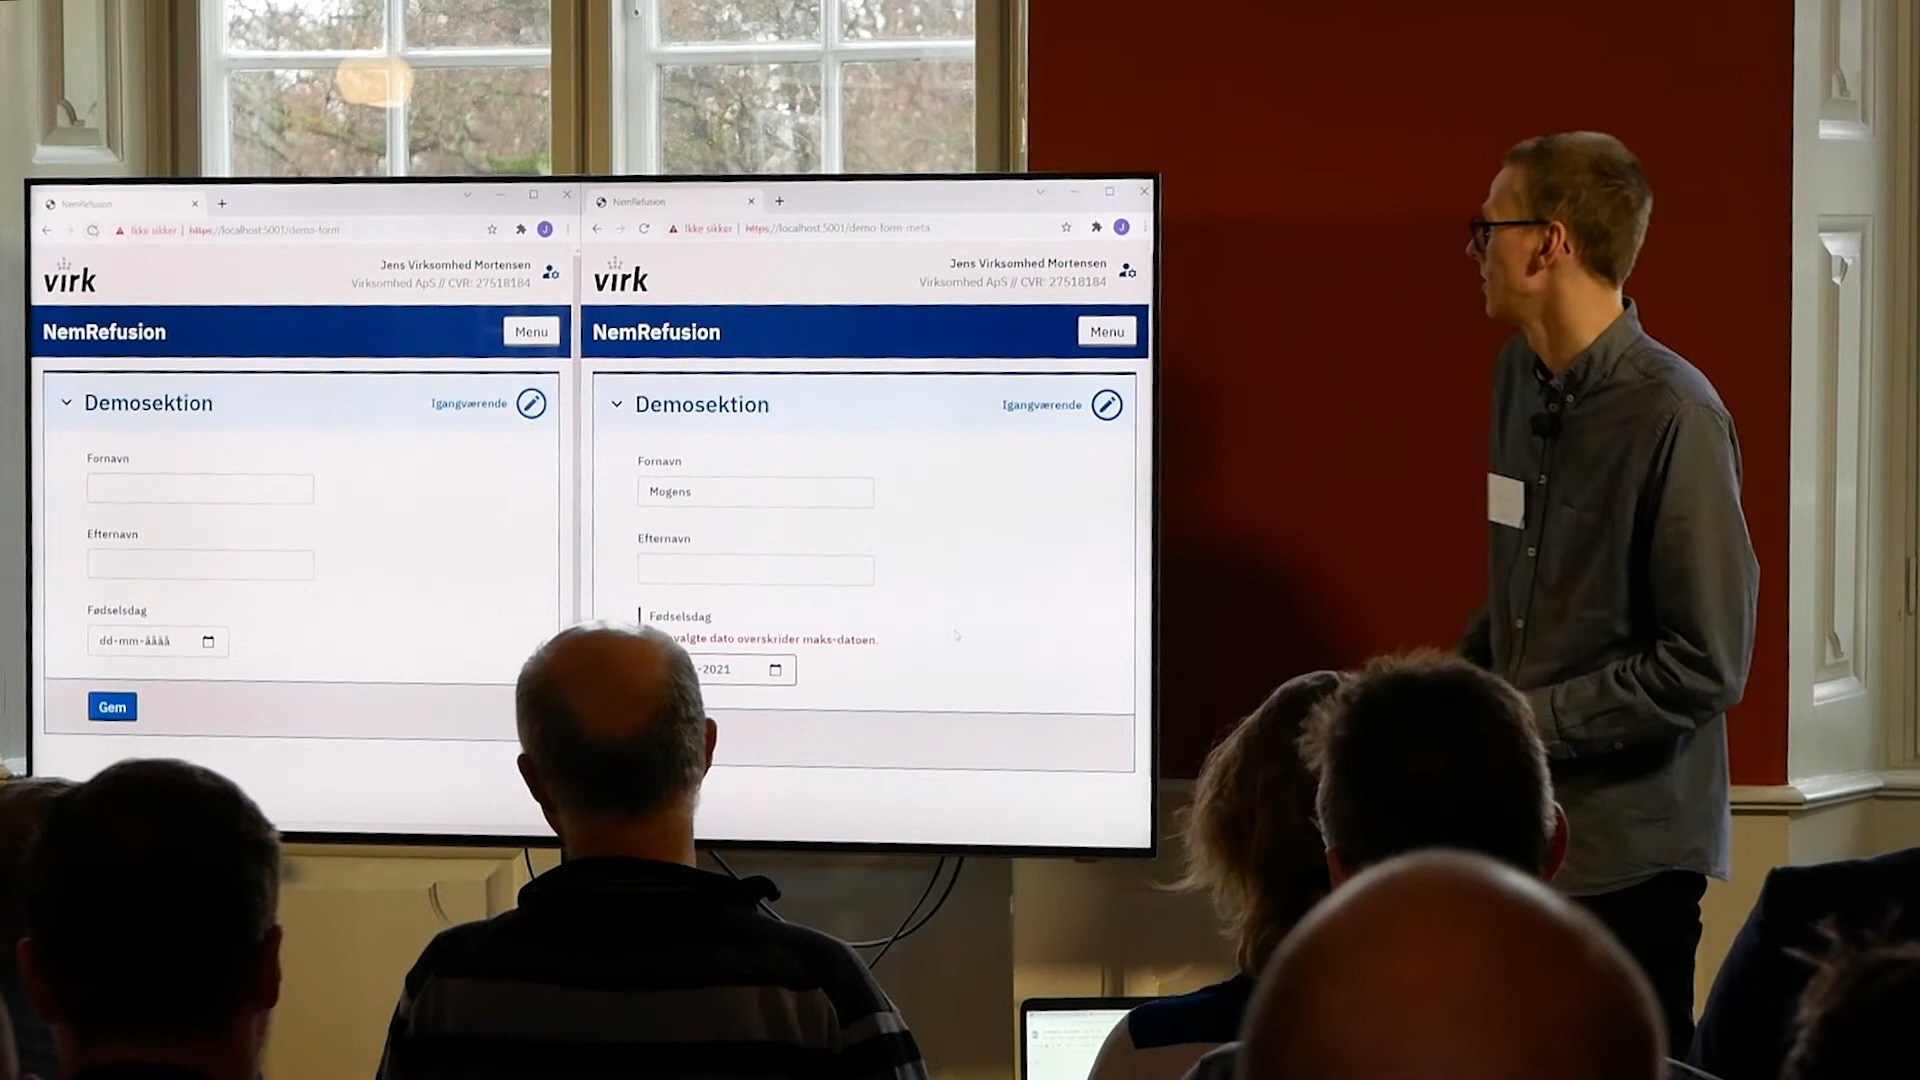 NemRefusion
Ikke sikker | https://localhost:5001/demo-form
virk
Jens Virksomhed Mortensen
Virksomhed ApS // CVR: 27518184
NemRefusion
Menu
Demosektion
Igangværende
Fornavn
Efternavn
Fødselsdag
dd-mm-åååå
Gem
NemRefusion
Ikke sikker | https://localhost:5001/demo-form-meta
virk
Jens Virksomhed Mortensen
Virksomhed ApS // CVR: 27518184
NemRefusion
Menu
Demosektion
Igangværende
Fornavn
Mogens
Efternavn
Fødselsdag
valgte dato overskrider maks-datoen.
-2021